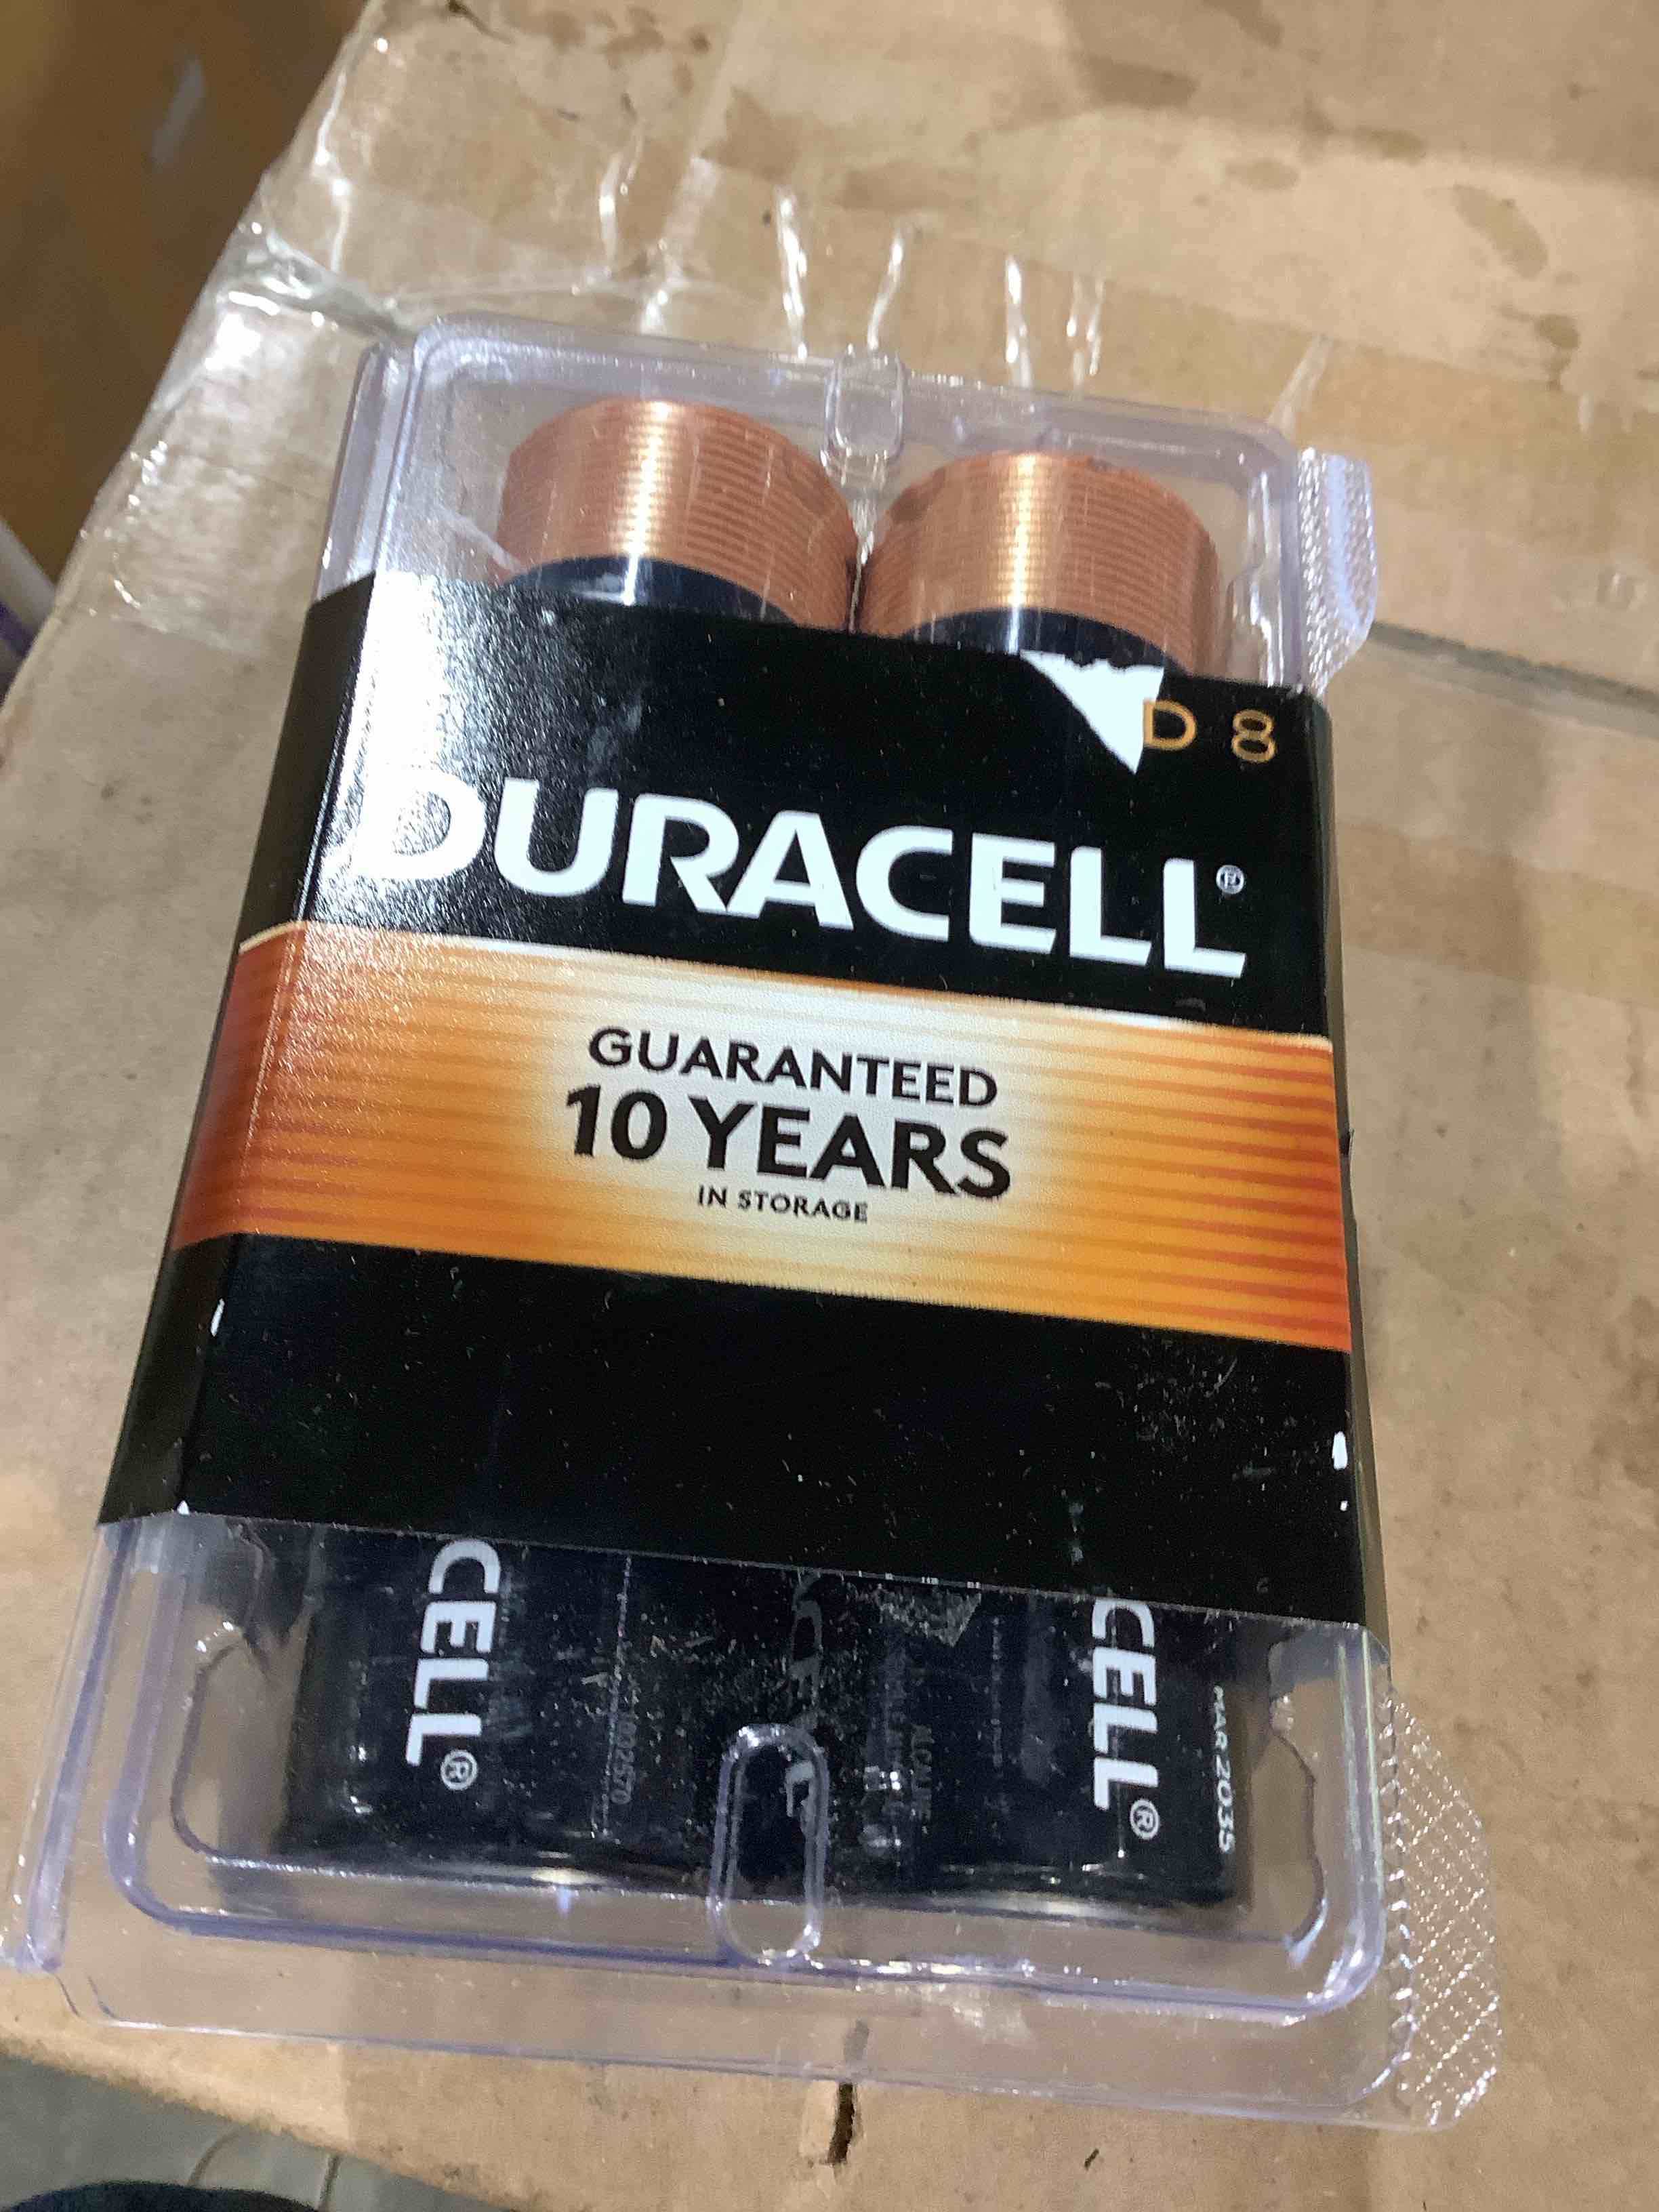 D 8
DURACELL®
GUARANTEED
10 YEARS
IN STORAGE
CELL®
CELL®
MAR 2035